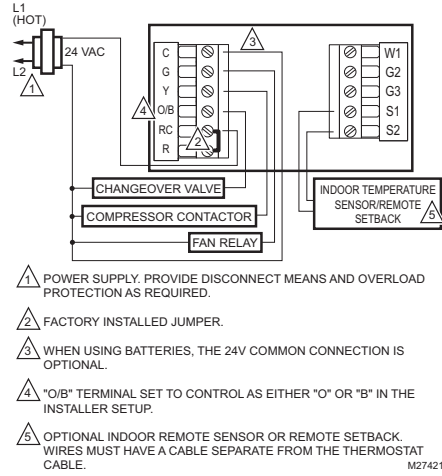 L1
(HOT)
24 VAC
L2
1
3
C
G
Y
4
O/B
RC
2
R
W1
G2
G3
S1
S2
CHANGEOVER VALVE
COMPRESSOR CONTACTOR
FAN RELAY
INDOOR TEMPERATURE
SENSOR/REMOTE
SETBACK
5
1 POWER SUPPLY. PROVIDE DISCONNECT MEANS AND OVERLOAD
PROTECTION AS REQUIRED.
2 FACTORY INSTALLED JUMPER.
3 WHEN USING BATTERIES, THE 24V COMMON CONNECTION IS
OPTIONAL.
4 "O/B" TERMINAL SET TO CONTROL AS EITHER "O" OR "B" IN THE
INSTALLER SETUP.
5 OPTIONAL INDOOR REMOTE SENSOR OR REMOTE SETBACK.
WIRES MUST HAVE A CABLE SEPARATE FROM THE THERMOSTAT
CABLE.
M27421